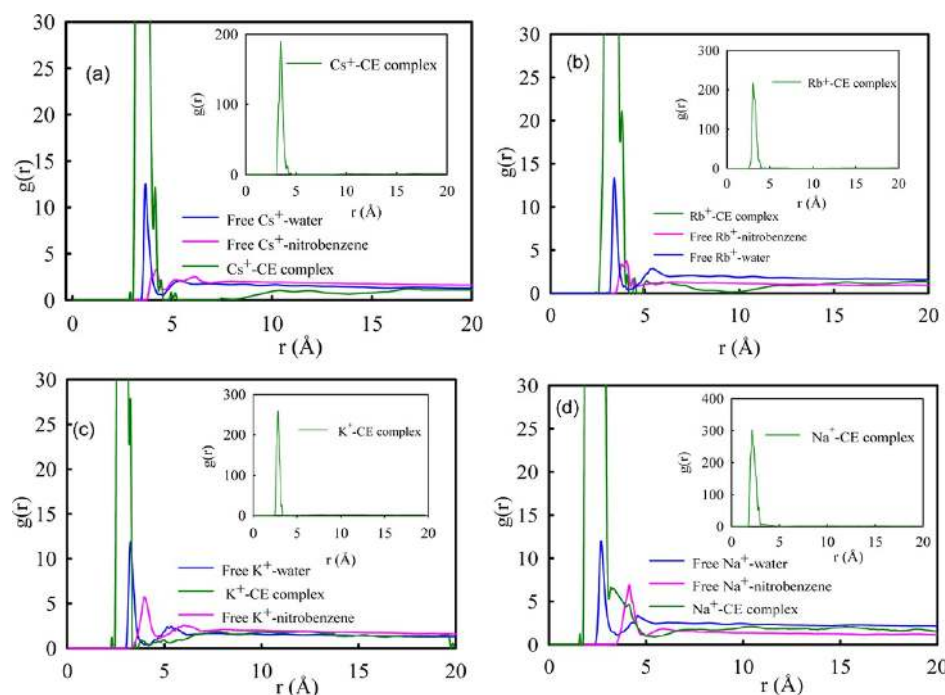 (a)
g(r)
30
25
20
15
10
5
0
0 5 10 15 20
r (Å)
Free Cs+-water
Free Cs+-nitrobenzene
Cs+-CE complex
g(r)
200
100
0
0 5 10 15 20
r (Å)
Cs+-CE complex
(b)
g(r)
30
25
20
15
10
5
0
0 5 10 15 20
r (Å)
Rb+-CE complex
Free Rb+-nitrobenzene
Free Rb+-water
g(r)
300
200
100
0
0 5 10 15 20
r (Å)
Rb+-CE complex
(c)
g(r)
30
25
20
15
10
5
0
0 5 10 15 20
r (Å)
Free K+-water
K+-CE complex
Free K+-nitrobenzene
g(r)
300
200
100
0
0 5 10 15 20
r (Å)
K+-CE complex
(d)
g(r)
30
25
20
15
10
5
0
0 5 10 15 20
r (Å)
Free Na+-water
Free Na+-nitrobenzene
Na+-CE complex
g(r)
400
300
200
100
0
0 5 10 15 20
r (Å)
Na+-CE complex